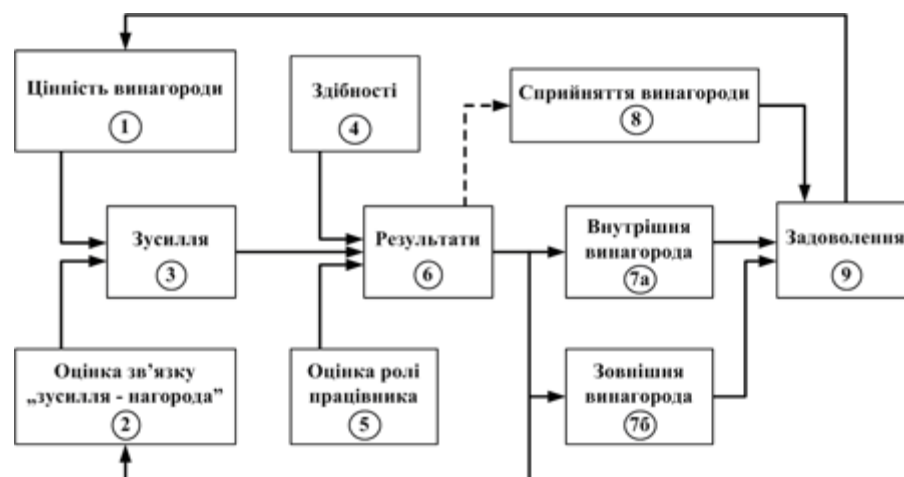 Цінність винагороди
1
Здібності
4
Сприйняття винагороди
8
Зусилля
3
Результати
6
Внутрішня
винагорода
7а
Задоволення
9
Оцінка зв’язку
„зусилля - нагорода”
2
Оцінка ролі
працівника
5
Зовнішня
винагорода
7б